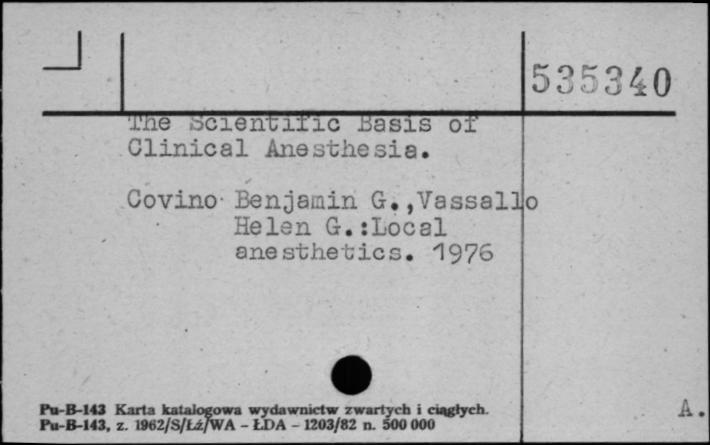 535340
The Scientific Basis of
Clinical Anesthesia.
Covino Benjamin G.,Vassallo
Helen G.:Local
anesthetics. 1976
Pu-B-143 Karta katalogowa wydawnictw zwartych i ciągłych.
Pu-B-143, z. 1962/S/Łź/WA - ŁDA - 1203/82 n. 500 000
A.